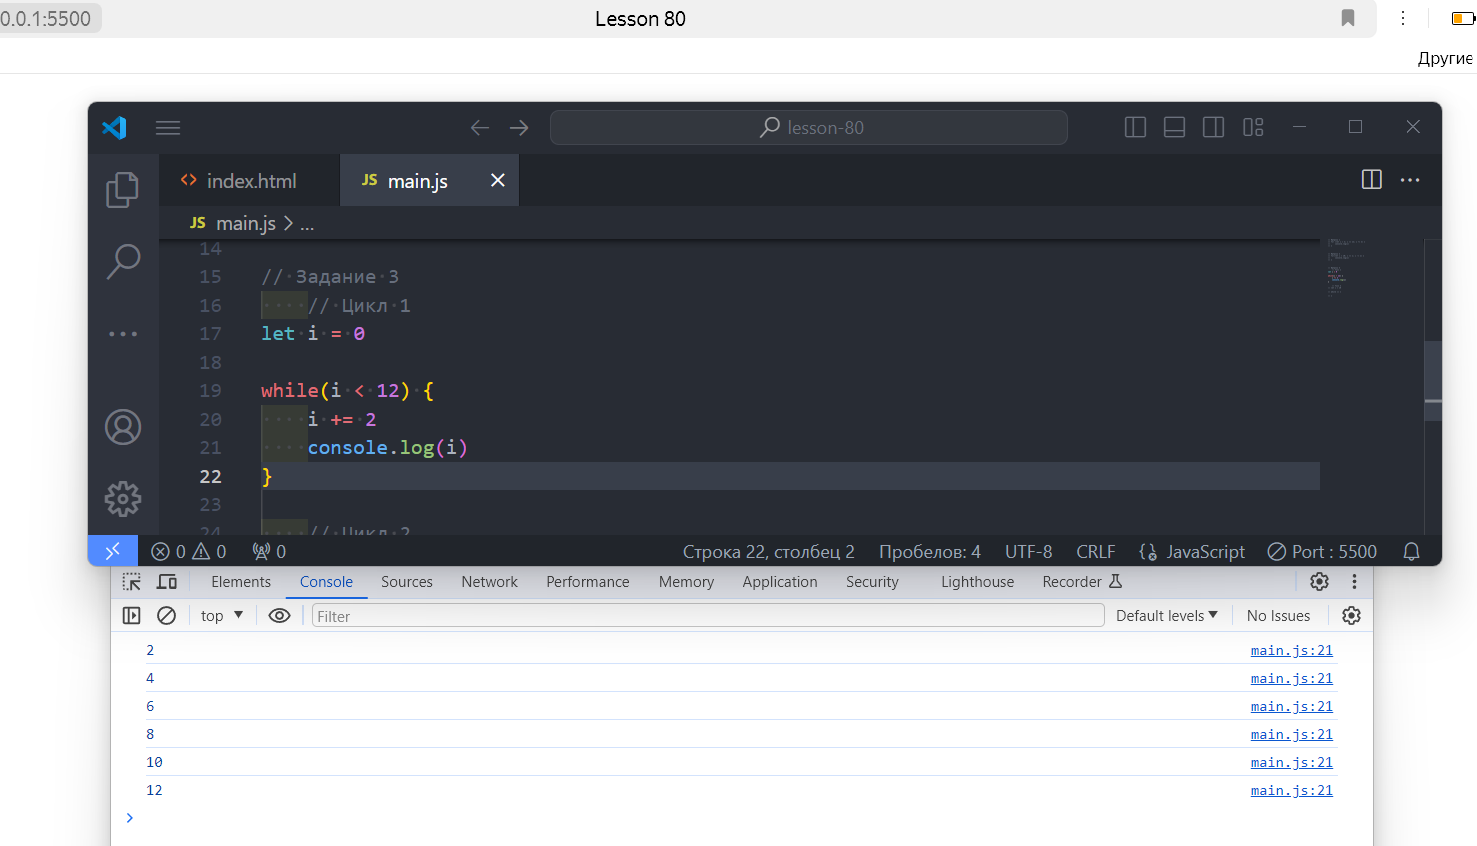 0.0.1:5500
Lesson 80
Другие
lesson-80
<> index.html
JS main.js
JS main.js > ...
14
15 // Задание 3
16 // Цикл 1
17 let i = 0
18
19 while(i < 12) {
20 i += 2
21 console.log(i)
22 }
23
24 // Цикл 2
0 0 0
Строка 22, столбец 2 Пробелов: 4 UTF-8 CRLF JavaScript Port : 5500
Elements Console Sources Network Performance Memory Application Security Lighthouse Recorder
top Filter Default levels No Issues
2 main.js:21
4 main.js:21
6 main.js:21
8 main.js:21
10 main.js:21
12 main.js:21